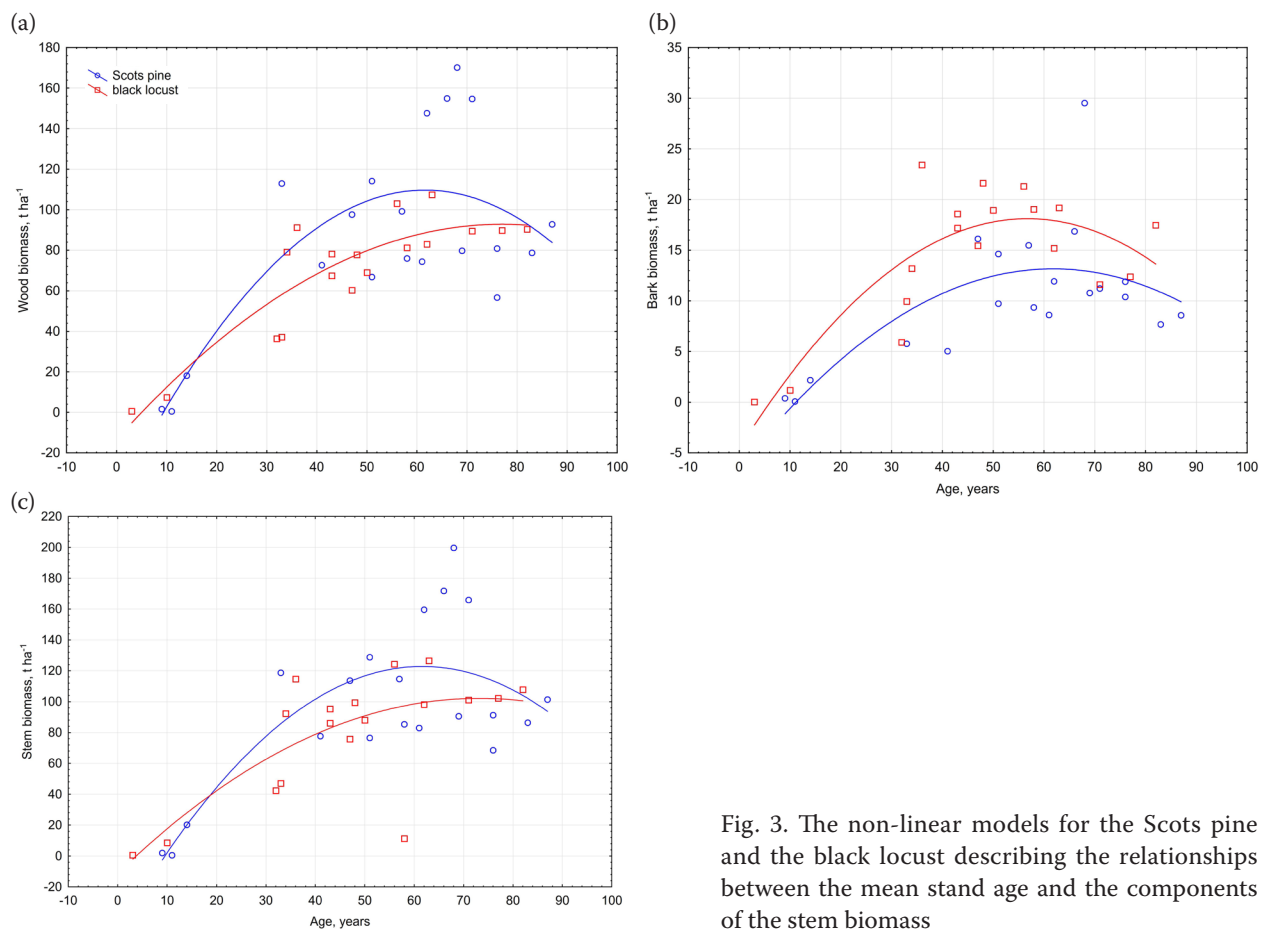 (a)
180
160
140
120
100
80
60
40
20
0
-20
-10 0 10 20 30 40 50 60 70 80 90 100
Wood biomass, t ha-1
Scots pine
black locust
(b)
35
30
25
20
15
10
5
0
-5
-10 0 10 20 30 40 50 60 70 80 90 100
Bark biomass, t ha-1
Age, years
(c)
220
200
180
160
140
120
100
80
60
40
20
0
-20
-10 0 10 20 30 40 50 60 70 80 90 100
Stem biomass, t ha-1
Age, years
Fig. 3. The non-linear models for the Scots pine
and the black locust describing the relationships
between the mean stand age and the components
of the stem biomass